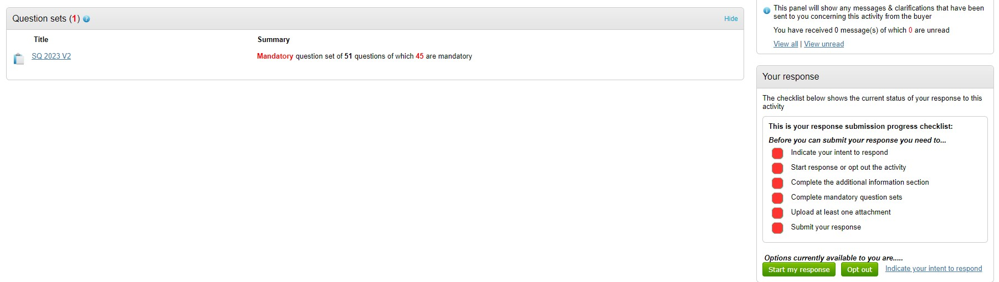 Question sets (1) ?
Hide
Title
Summary
SQ 2023 V2
Mandatory question set of 51 questions of which 45 are mandatory
This panel will show any messages & clarifications that have been
sent to you concerning this activity from the buyer
You have received 0 message(s) of which 0 are unread
View all | View unread
Your response
The checklist below shows the current status of your response to this
activity
This is your response submission progress checklist:
Before you can submit your response you need to...
Indicate your intent to respond
Start response or opt out the activity
Complete the additional information section
Complete mandatory question sets
Upload at least one attachment
Submit your response
Options currently available to you are.....
Start my response
Opt out
Indicate your intent to respond